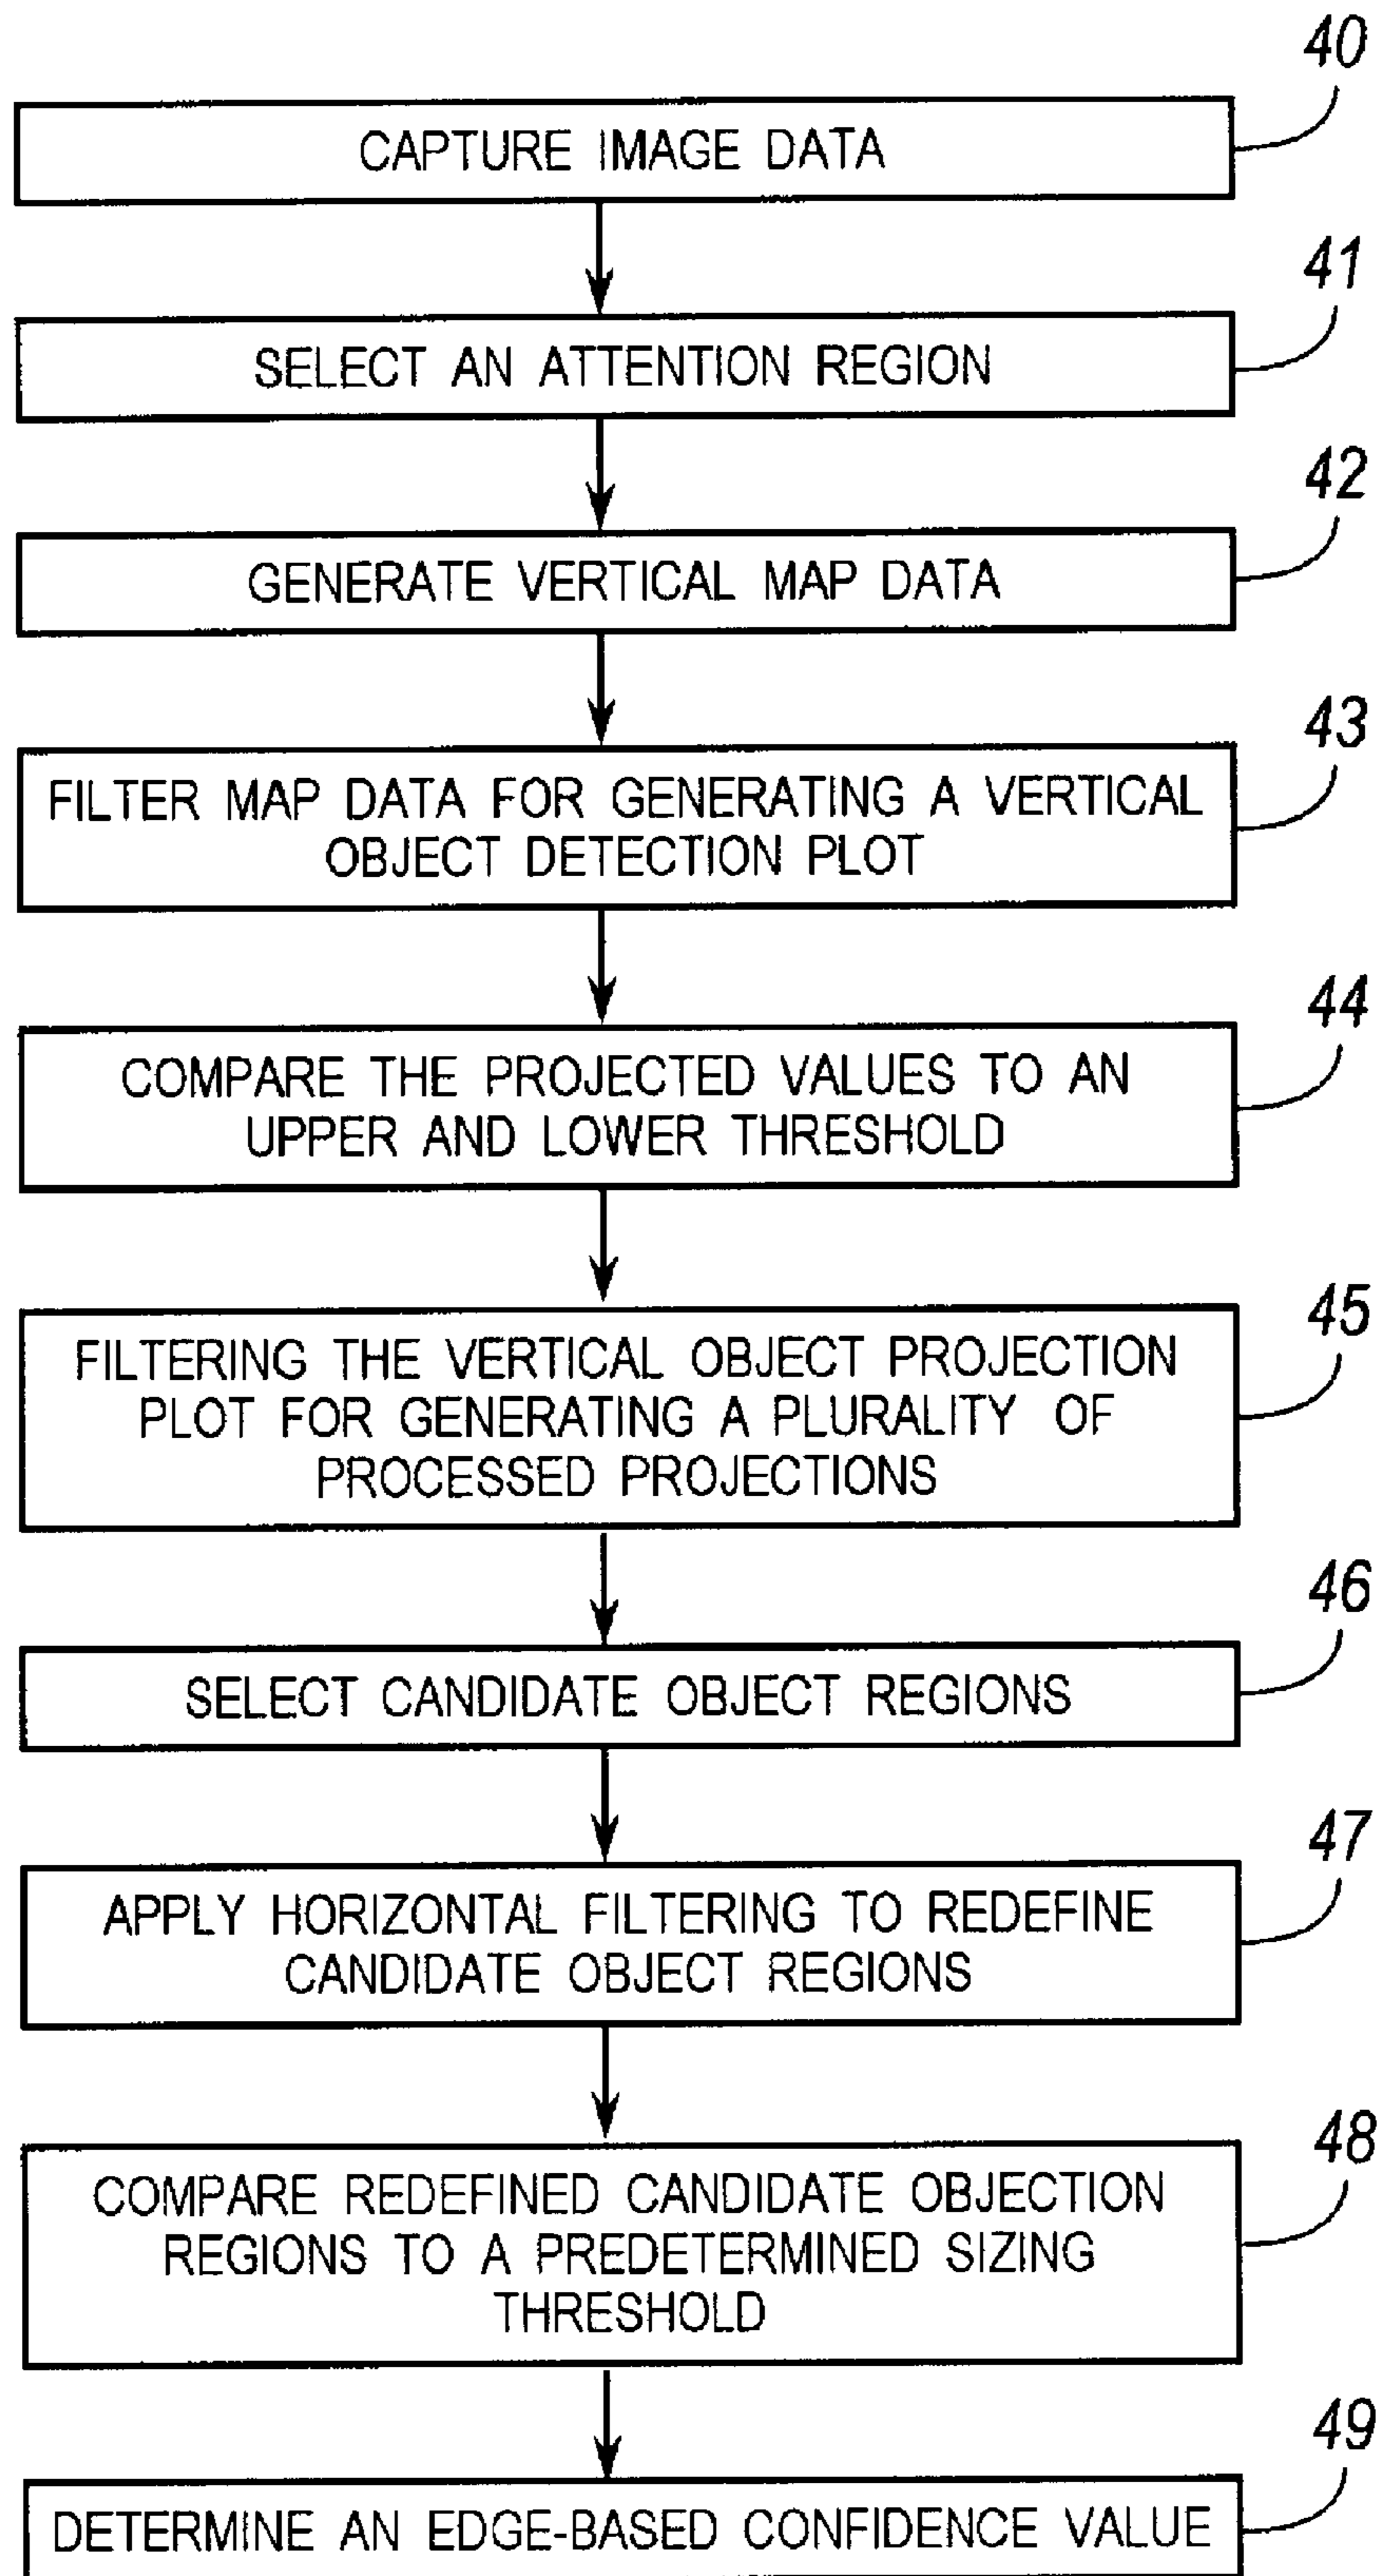 40
CAPTURE IMAGE DATA
41
SELECT AN ATTENTION REGION
42
GENERATE VERTICAL MAP DATA
43
FILTER MAP DATA FOR GENERATING A VERTICAL
OBJECT DETECTION PLOT
44
COMPARE THE PROJECTED VALUES TO AN
UPPER AND LOWER THRESHOLD
45
FILTERING THE VERTICAL OBJECT PROJECTION
PLOT FOR GENERATING A PLURALITY OF
PROCESSED PROJECTIONS
46
SELECT CANDIDATE OBJECT REGIONS
47
APPLY HORIZONTAL FILTERING TO REDEFINE
CANDIDATE OBJECT REGIONS
48
COMPARE REDEFINED CANDIDATE OBJECTION
REGIONS TO A PREDETERMINED SIZING
THRESHOLD
49
DETERMINE AN EDGE-BASED CONFIDENCE VALUE